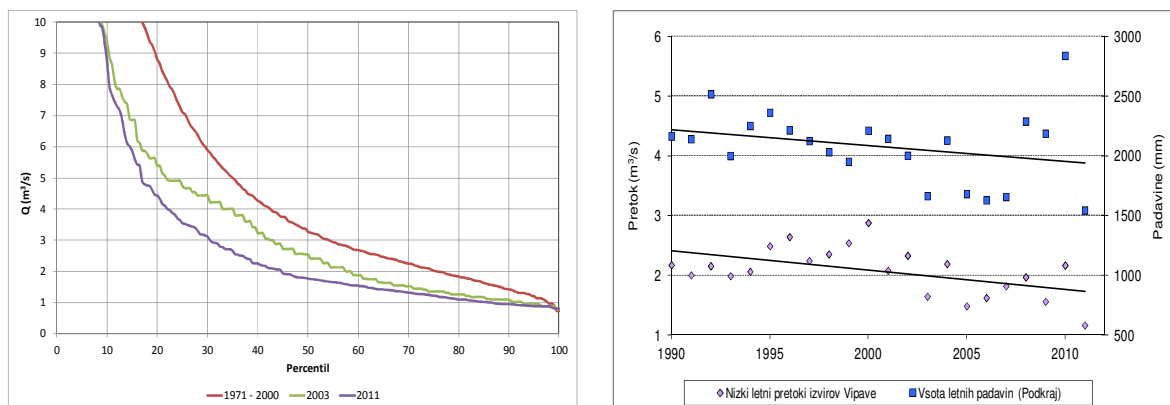 Q (m³/s)
10
9
8
7
6
5
4
3
2
1
0
0 10 20 30 40 50 60 70 80 90 100
Percentil
1971 - 2000 2003 2011
Pretok (m³/s)
6
5
4
3
2
1
3000
2500
2000
1500
1000
500
Padavine (mm)
1990 1995 2000 2005 2010
Nizki letni pretoki izvirov Vipave Vsota letnih padavin (Podkraj)